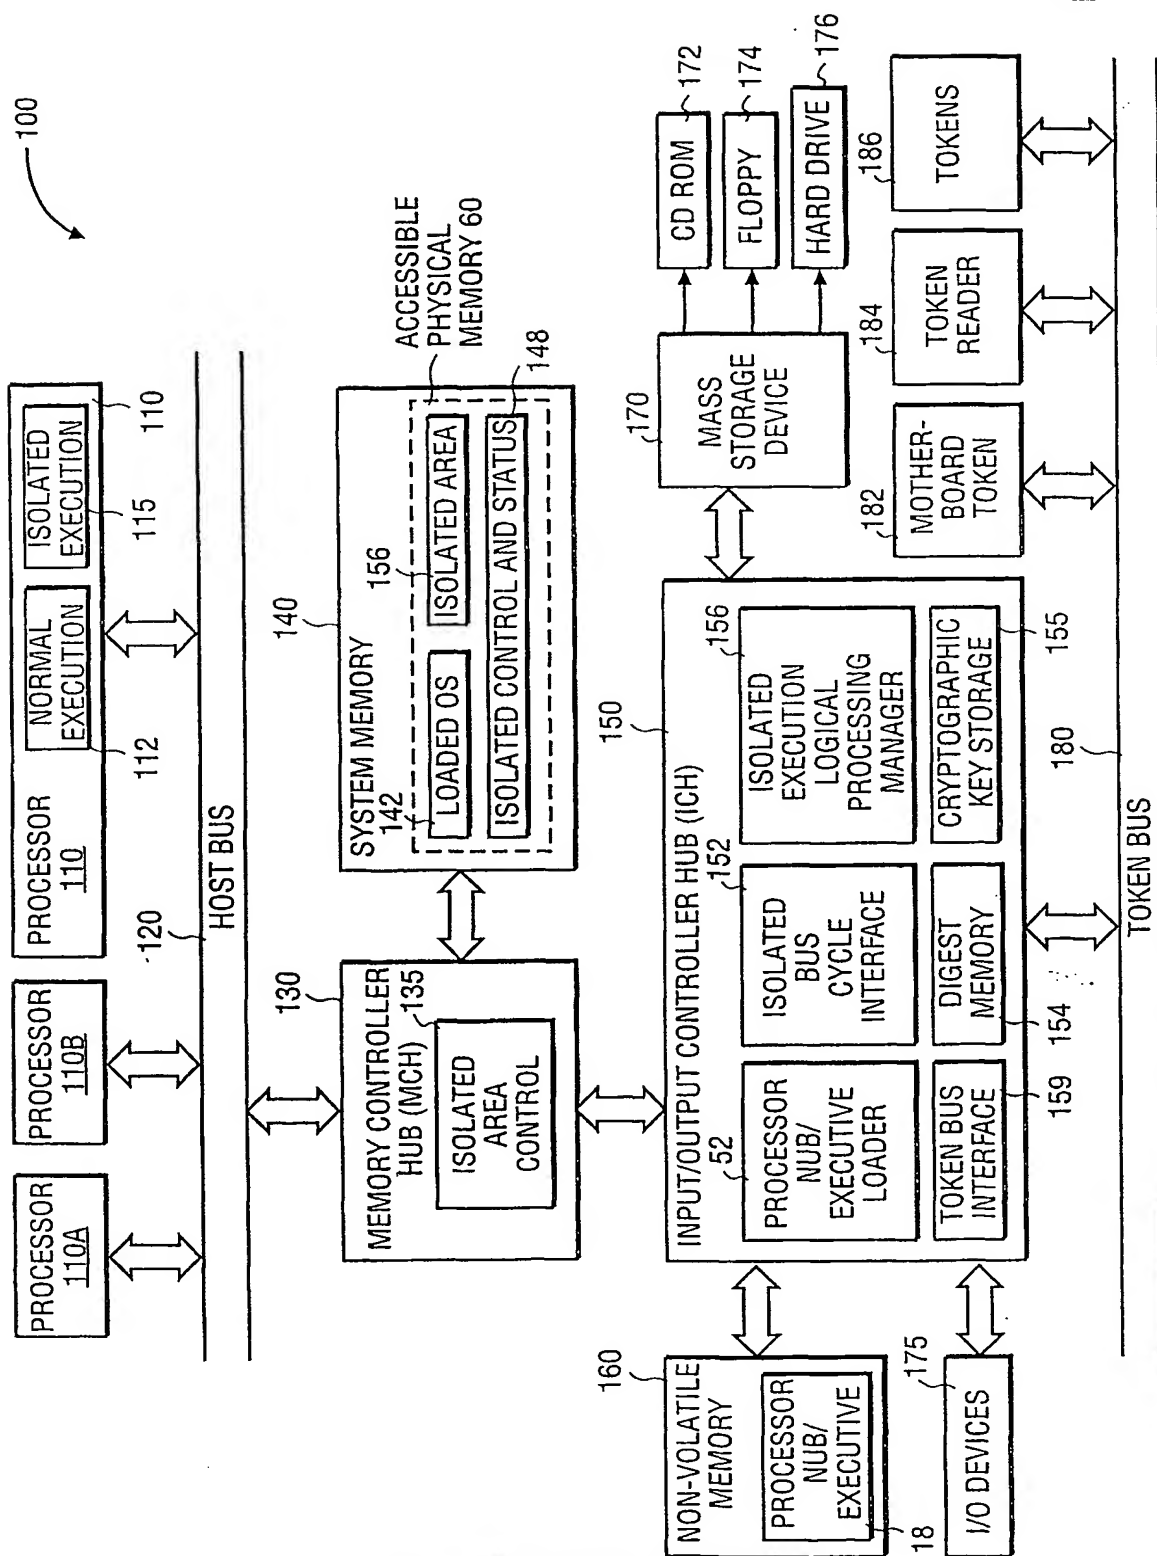 100
PROCESSOR
110A
PROCESSOR
110B
PROCESSOR
110
NORMAL
EXECUTION
112
ISOLATED
EXECUTION
115
110
120
HOST BUS
130
MEMORY CONTROLLER
HUB (MCH)
135
ISOLATED
AREA
CONTROL
140
SYSTEM MEMORY
142
LOADED OS
156
ISOLATED AREA
ISOLATED CONTROL AND STATUS
148
ACCESSIBLE
PHYSICAL
MEMORY 60
150
INPUT/OUTPUT CONTROLLER HUB (ICH)
52
PROCESSOR
NUB/
EXECUTIVE
LOADER
152
ISOLATED
BUS
CYCLE
INTERFACE
156
ISOLATED
EXECUTION
LOGICAL
PROCESSING
MANAGER
TOKEN BUS
INTERFACE
159
DIGEST
MEMORY
154
CRYPTOGRAPHIC
KEY STORAGE
155
160
NON-VOLATILE
MEMORY
PROCESSOR
NUB/
EXECUTIVE
18
175
I/O DEVICES
170
MASS
STORAGE
DEVICE
CD ROM
172
FLOPPY
174
HARD DRIVE
176
182
MOTHER-
BOARD
TOKEN
184
TOKEN
READER
186
TOKENS
180
TOKEN BUS